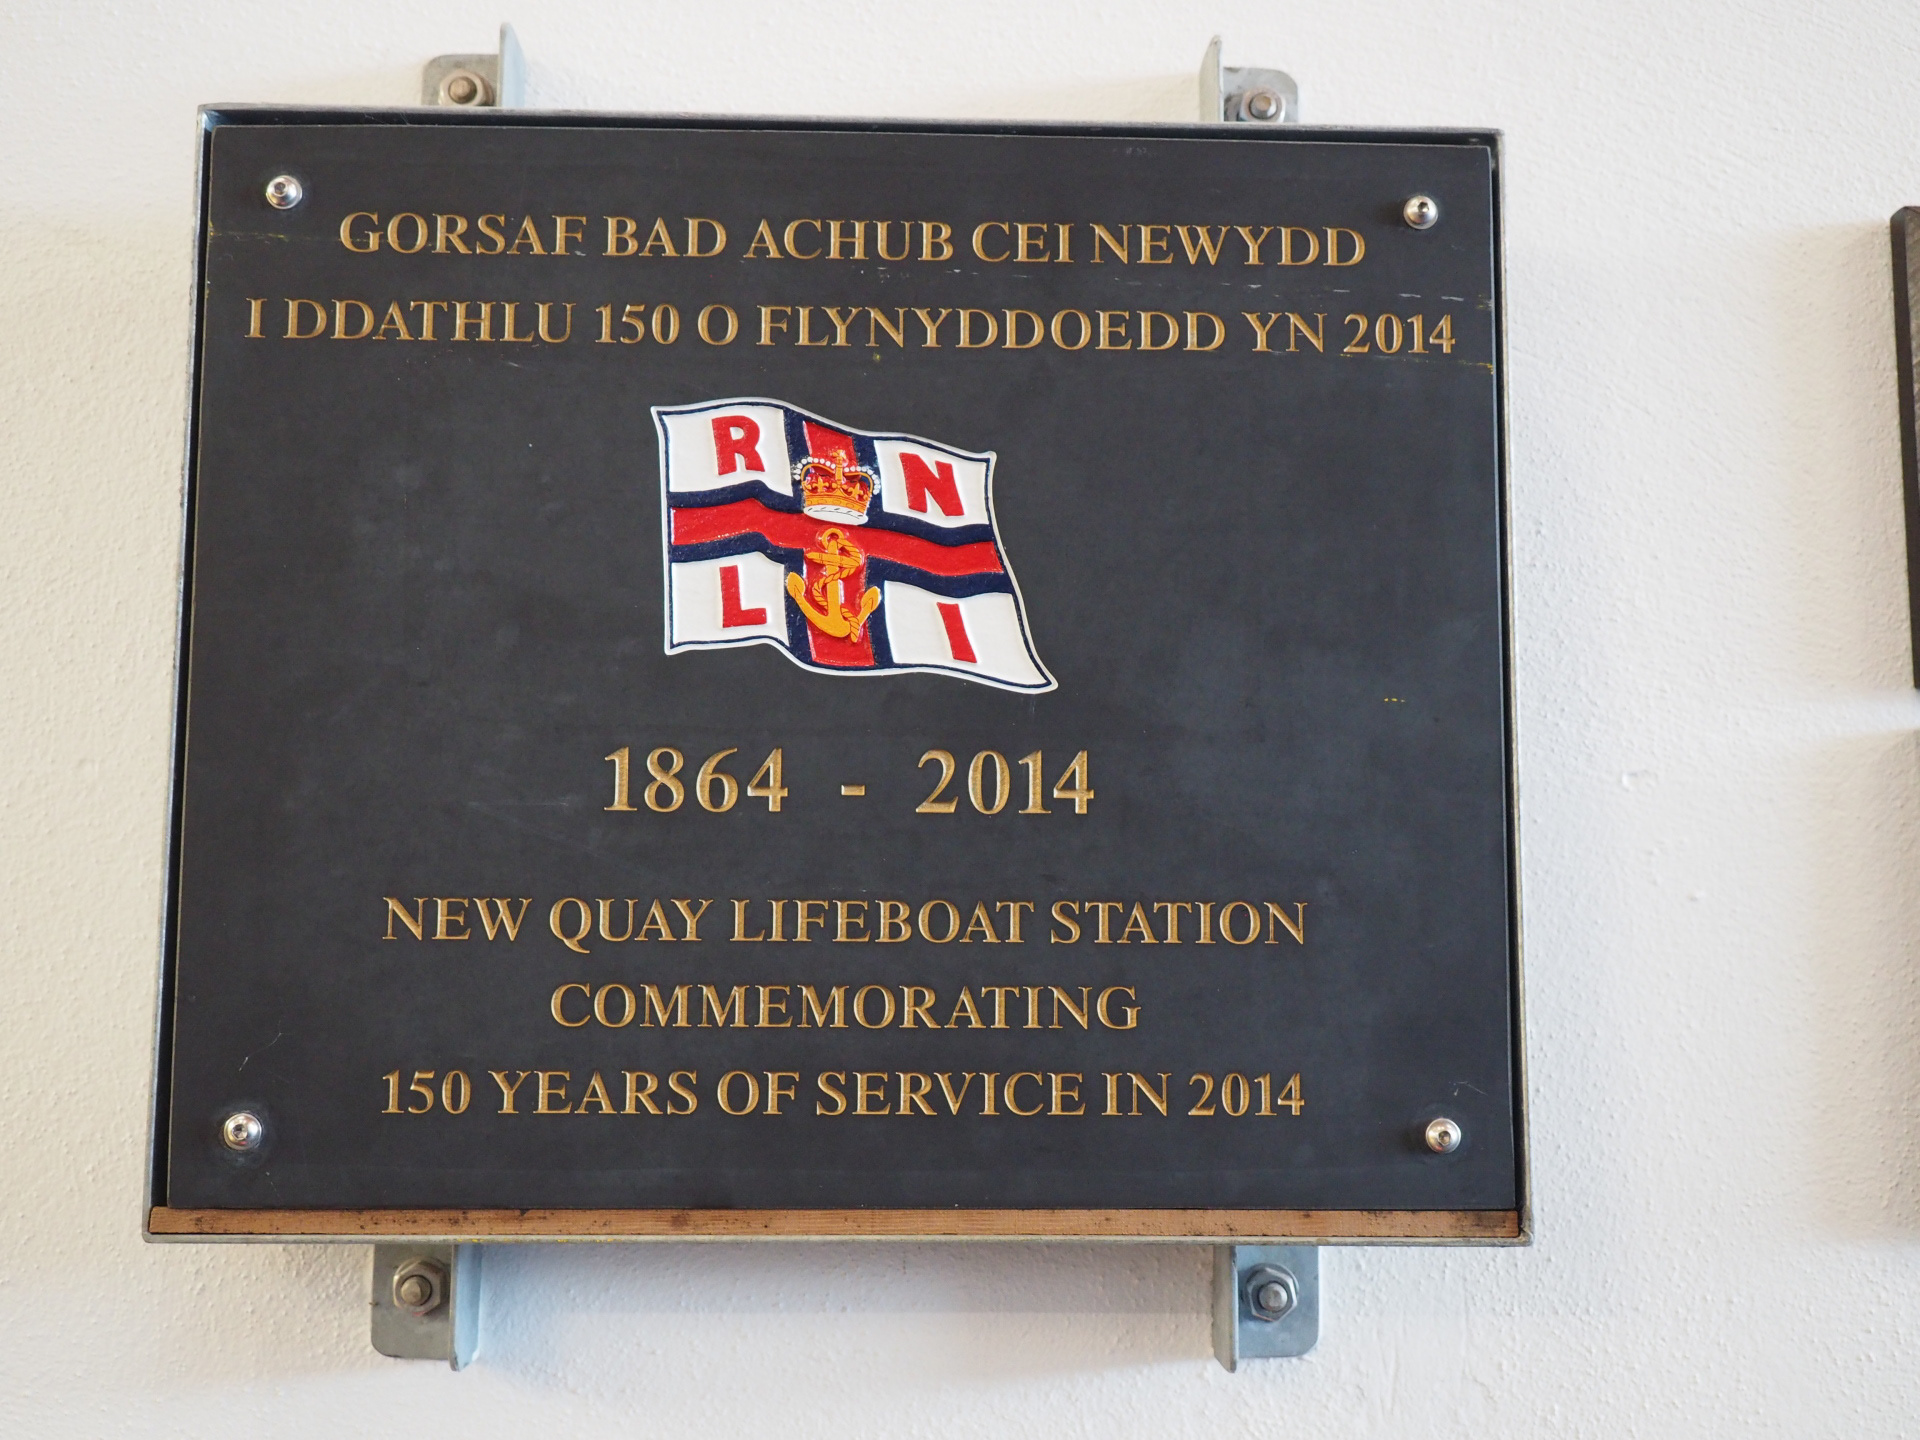 GORSAF BAD ACHUB CEI NEWYDD
I DDATHLU 150 O FLYNYDDOEDD YN 2014
R N
L I
1864 - 2014
NEW QUAY LIFEBOAT STATION
COMMEMORATING
150 YEARS OF SERVICE IN 2014